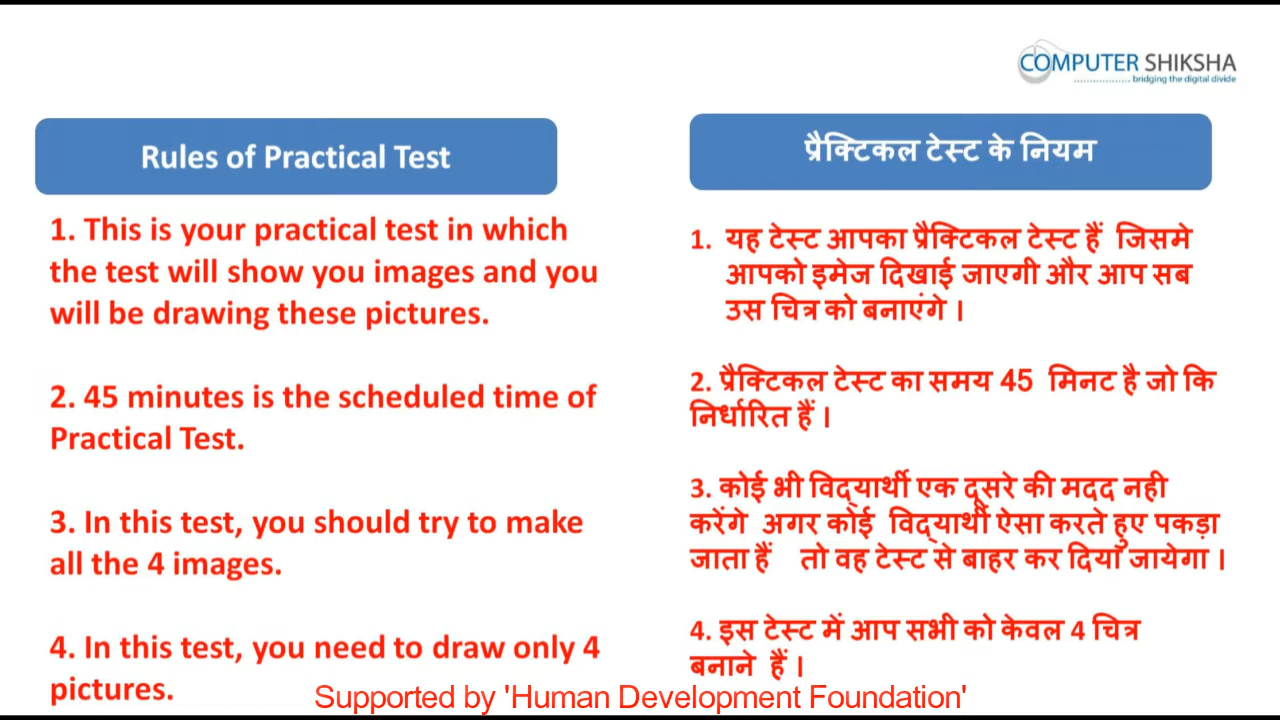 COMPUTER SHIKSHA
bridging the digital divide
Rules of Practical Test
1. This is your practical test in which
the test will show you images and you
will be drawing these pictures.
2. 45 minutes is the scheduled time of
Practical Test.
3. In this test, you should try to make
all the 4 images.
4. In this test, you need to draw only 4
pictures.
प्रैक्टिकल टेस्ट के नियम
1. यह टेस्ट आपका प्रैक्टिकल टेस्ट हैं जिसमे
आपको इमेज दिखाई जाएगी और आप सब
उस चित्र को बनाएंगे ।
2. प्रैक्टिकल टेस्ट का समय 45 मिनट है जो कि
निर्धारित हैं ।
3. कोई भी विद्यार्थी एक दूसरे की मदद नही
करेंगे अगर कोई विद्यार्थी ऐसा करते हुए पकड़ा
जाता हैं तो वह टेस्ट से बाहर कर दिया जायेगा ।
4. इस टेस्ट में आप सभी को केवल 4 चित्र
बनाने हैं ।
Supported by 'Human Development Foundation'